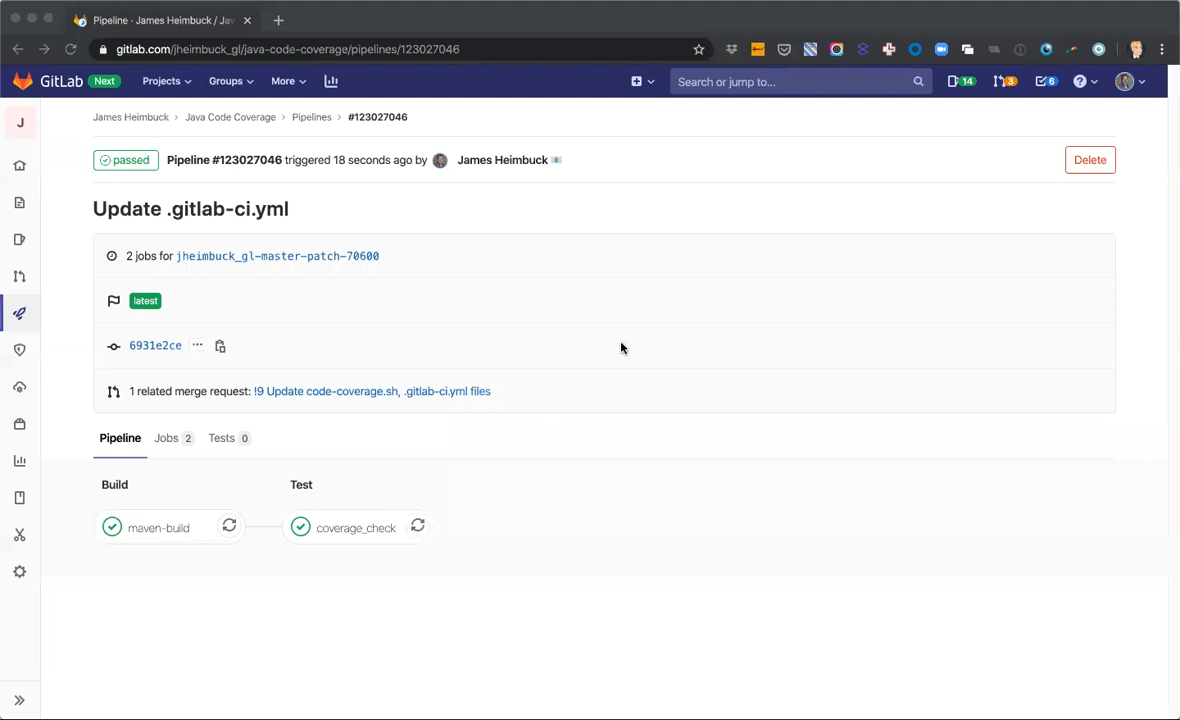 Pipeline · James Heimbuck / Jav
gitlab.com/jheimbuck_gl/java-code-coverage/pipelines/123027046
GitLab Next Projects Groups More Search or jump to... 14 3 6
J James Heimbuck › Java Code Coverage › Pipelines › #123027046
passed Pipeline #123027046 triggered 18 seconds ago by James Heimbuck Delete
Update .gitlab-ci.yml
2 jobs for jheimbuck_gl-master-patch-70600
latest
6931e2ce ...
1 related merge request: !9 Update code-coverage.sh, .gitlab-ci.yml files
Pipeline Jobs 2 Tests 0
Build Test
maven-build coverage_check